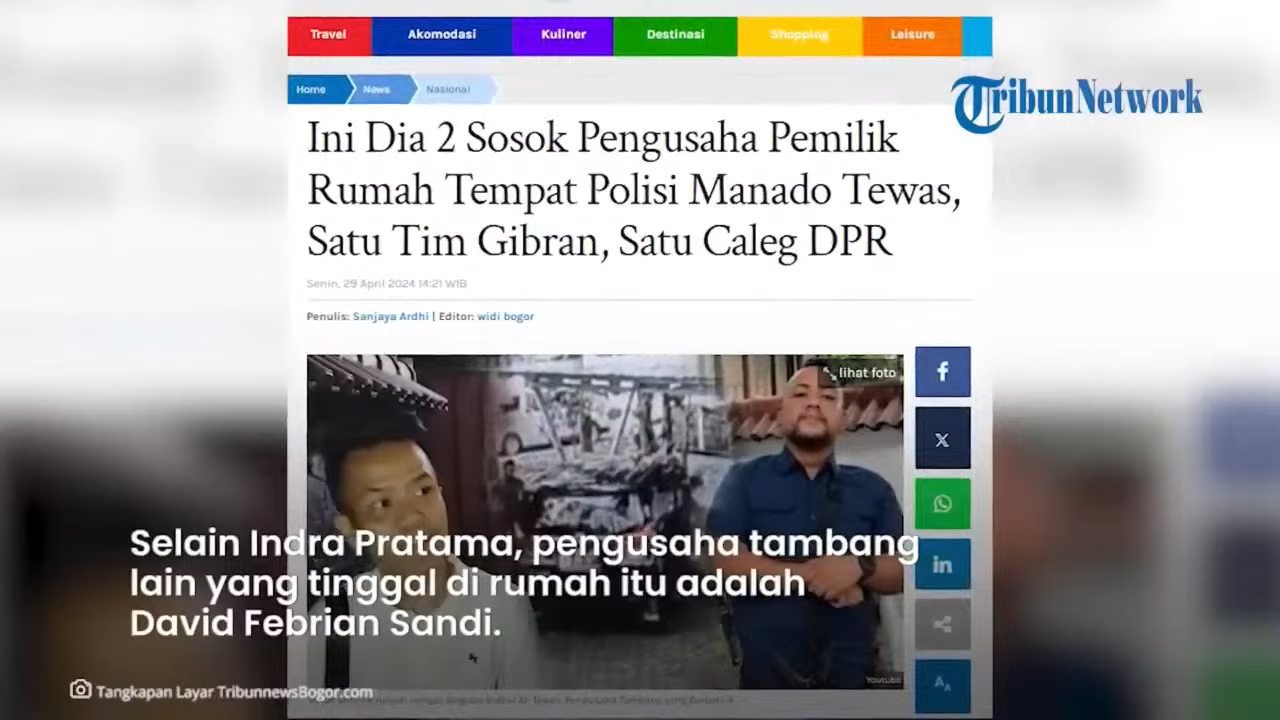 Travel
Akomodasi
Kuliner
Destinasi
Shopping
Leisure
Home
News
Nasional
TribunNetwork
Ini Dia 2 Sosok Pengusaha Pemilik
Rumah Tempat Polisi Manado Tewas,
Satu Tim Gibran, Satu Caleg DPR
Senin, 29 April 2024 14:21 WIB
Penulis: Sanjaya Ardhi | Editor: widi bogor
lihat foto
Selain Indra Pratama, pengusaha tambang
lain yang tinggal di rumah itu adalah
David Febrian Sandi.
Youtube
Tangkapan Layar TribunnewsBogor.com